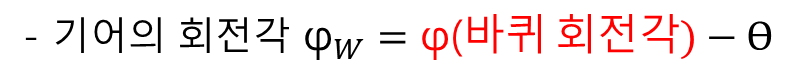 - 기어의 회전각 φ_W = φ(바퀴 회전각) − θ